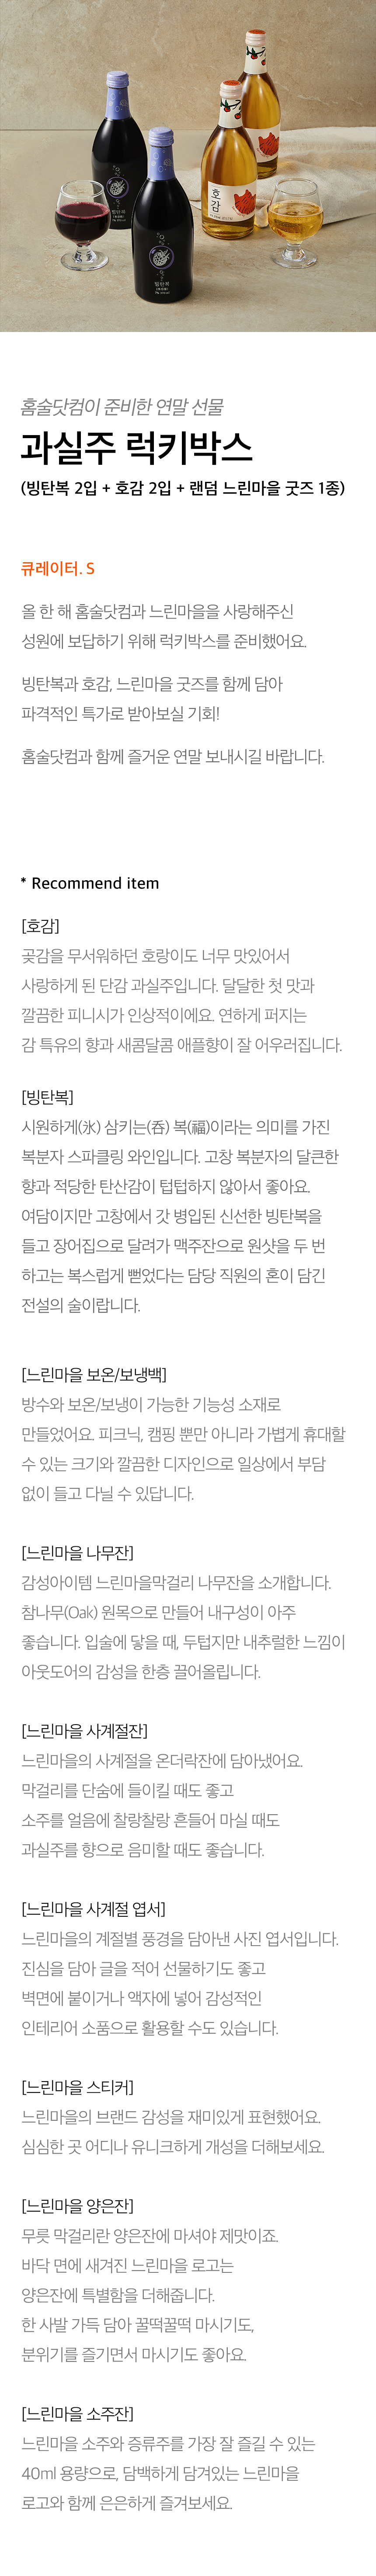 호감
빙탄복
빙탄복
홈술닷컴이 준비한 연말 선물
과실주 럭키박스
(빙탄복 2입 + 호감 2입 + 랜덤 느린마을 굿즈 1종)
큐레이터. S
올 한 해 홈술닷컴과 느린마을을 사랑해주신
성원에 보답하기 위해 럭키박스를 준비했어요.
빙탄복과 호감, 느린마을 굿즈를 함께 담아
파격적인 특가로 받아보실 기회!
홈술닷컴과 함께 즐거운 연말 보내시길 바랍니다.
* Recommend item
[호감]
곶감을 무서워하던 호랑이도 너무 맛있어서
사랑하게 된 단감 과실주입니다. 달달한 첫 맛과
깔끔한 피니시가 인상적이에요. 연하게 퍼지는
감 특유의 향과 새콤달콤 애플향이 잘 어우러집니다.
[빙탄복]
시원하게(氷) 삼키는(呑) 복(福)이라는 의미를 가진
복분자 스파클링 와인입니다. 고창 복분자의 달큰한
향과 적당한 탄산감이 텁텁하지 않아서 좋아요.
여담이지만 고창에서 갓 병입된 신선한 빙탄복을
들고 장어집으로 달려가 맥주잔으로 원샷을 두 번
하고는 복스럽게 뻗었다는 담당 직원의 혼이 담긴
전설의 술이랍니다.
[느린마을 보온/보냉백]
방수와 보온/보냉이 가능한 기능성 소재로
만들었어요. 피크닉, 캠핑 뿐만 아니라 가볍게 휴대할
수 있는 크기와 깔끔한 디자인으로 일상에서 부담
없이 들고 다닐 수 있답니다.
[느린마을 나무잔]
감성아이템 느린마을막걸리 나무잔을 소개합니다.
참나무(Oak) 원목으로 만들어 내구성이 아주
좋습니다. 입술에 닿을 때, 두텁지만 내추럴한 느낌이
아웃도어의 감성을 한층 끌어올립니다.
[느린마을 사계절잔]
느린마을의 사계절을 온더락잔에 담아냈어요.
막걸리를 단숨에 들이킬 때도 좋고
소주를 얼음에 찰랑찰랑 흔들어 마실 때도
과실주를 향으로 음미할 때도 좋습니다.
[느린마을 사계절 엽서]
느린마을의 계절별 풍경을 담아낸 사진 엽서입니다.
진심을 담아 글을 적어 선물하기도 좋고
벽면에 붙이거나 액자에 넣어 감성적인
인테리어 소품으로 활용할 수도 있습니다.
[느린마을 스티커]
느린마을의 브랜드 감성을 재미있게 표현했어요.
심심한 곳 어디나 유니크하게 개성을 더해보세요.
[느린마을 양은잔]
무릇 막걸리란 양은잔에 마셔야 제맛이죠.
바닥 면에 새겨진 느린마을 로고는
양은잔에 특별함을 더해줍니다.
한 사발 가득 담아 꿀떡꿀떡 마시기도,
분위기를 즐기면서 마시기도 좋아요.
[느린마을 소주잔]
느린마을 소주와 증류주를 가장 잘 즐길 수 있는
40ml 용량으로, 담백하게 담겨있는 느린마을
로고와 함께 은은하게 즐겨보세요.